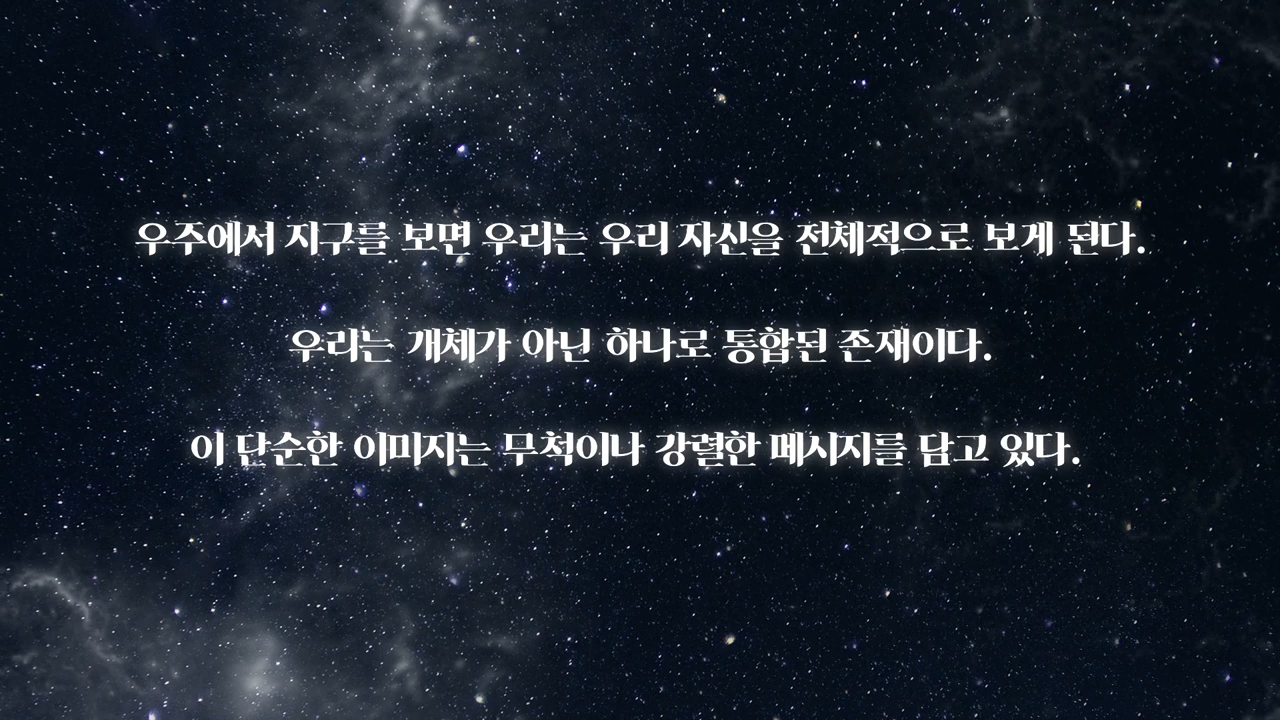 우주에서 지구를 보면 우리는 우리 자신을 전체적으로 보게 된다.
우리는 개체가 아닌 하나로 통합된 존재이다.
이 단순한 이미지는 무척이나 강렬한 메시지를 담고 있다.